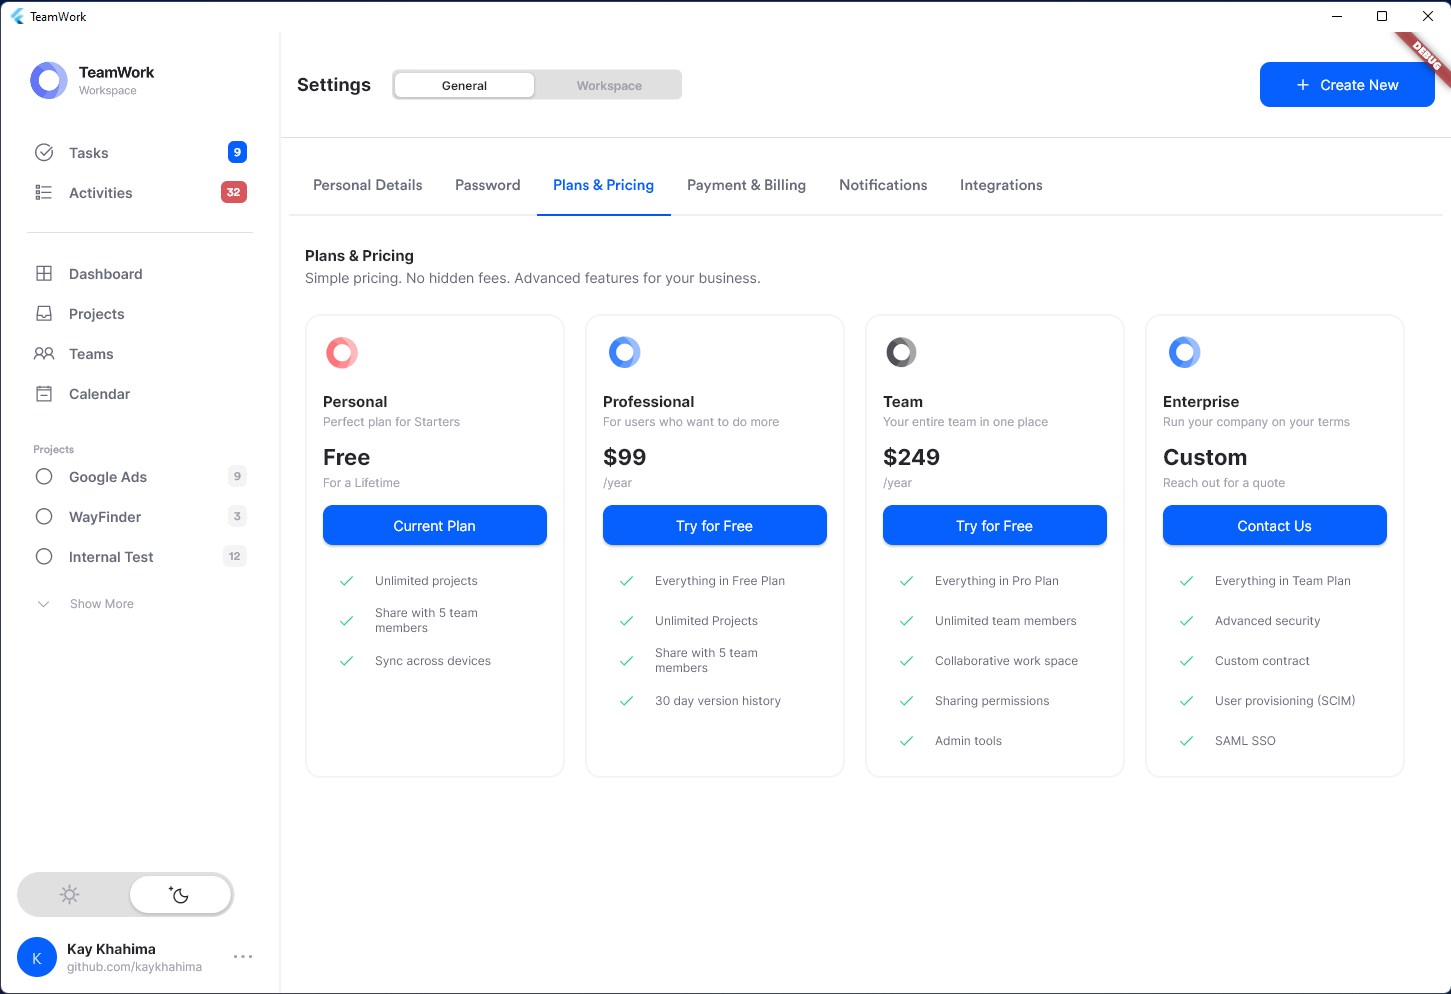 TeamWork
DEBUG
TeamWork
Workspace
Tasks
9
Activities
32
Dashboard
Projects
Teams
Calendar
Projects
Google Ads
9
WayFinder
3
Internal Test
12
Show More
K
Kay Khahima
github.com/kaykhahima
...
Settings
General
Workspace
+ Create New
Personal Details
Password
Plans & Pricing
Payment & Billing
Notifications
Integrations
Plans & Pricing
Simple pricing. No hidden fees. Advanced features for your business.
Personal
Perfect plan for Starters
Free
For a Lifetime
Current Plan
Unlimited projects
Share with 5 team
members
Sync across devices
Professional
For users who want to do more
$99
/year
Try for Free
Everything in Free Plan
Unlimited Projects
Share with 5 team
members
30 day version history
Team
Your entire team in one place
$249
/year
Try for Free
Everything in Pro Plan
Unlimited team members
Collaborative work space
Sharing permissions
Admin tools
Enterprise
Run your company on your terms
Custom
Reach out for a quote
Contact Us
Everything in Team Plan
Advanced security
Custom contract
User provisioning (SCIM)
SAML SSO